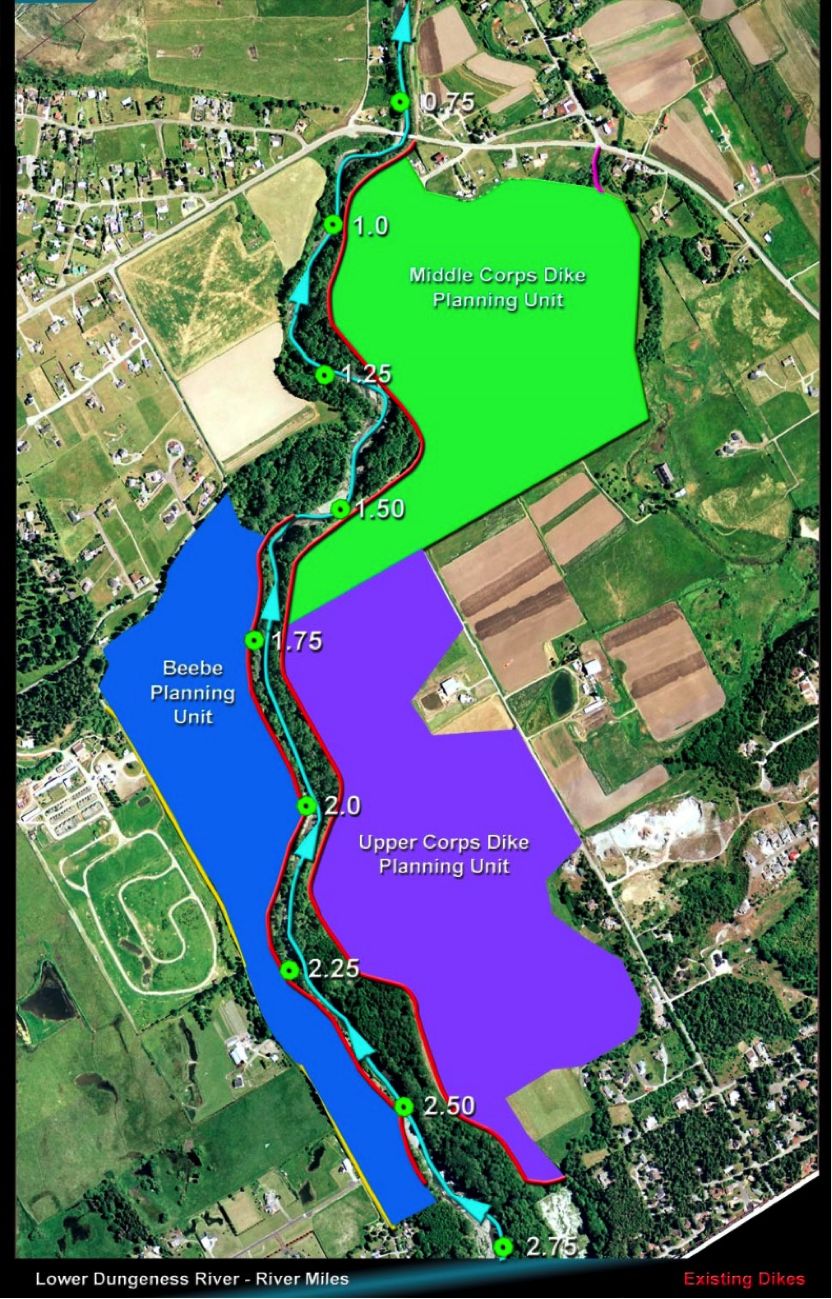 0.75
1.0
Middle Corps Dike
Planning Unit
1.25
1.50
1.75
Beebe
Planning
Unit
2.0
Upper Corps Dike
Planning Unit
2.25
2.50
2.75
Lower Dungeness River - River Miles
Existing Dikes